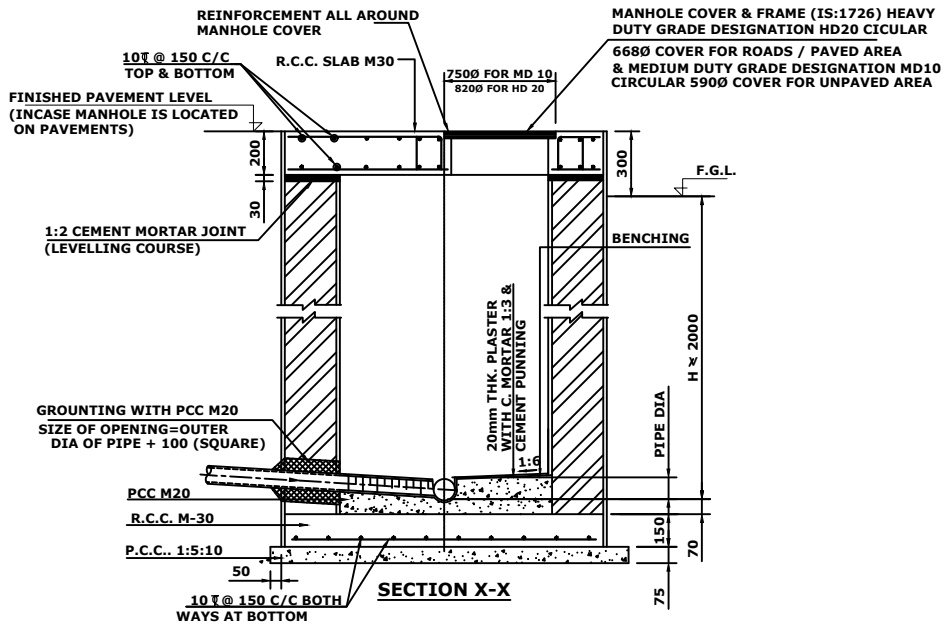 REINFORCEMENT ALL AROUND
MANHOLE COVER
MANHOLE COVER & FRAME (IS:1726) HEAVY
DUTY GRADE DESIGNATION HD20 CICULAR
668Ø COVER FOR ROADS / PAVED AREA
& MEDIUM DUTY GRADE DESIGNATION MD10
CIRCULAR 590Ø COVER FOR UNPAVED AREA
10 @ 150 C/C
TOP & BOTTOM
R.C.C. SLAB M30
750Ø FOR MD 10
820Ø FOR HD 20
FINISHED PAVEMENT LEVEL
(INCASE MANHOLE IS LOCATED
ON PAVEMENTS)
200
30
300
F.G.L.
1:2 CEMENT MORTAR JOINT
(LEVELLING COURSE)
BENCHING
20mm THK. PLASTER
WITH C. MORTAR 1:3 &
CEMENT PUNNING
H 2000
PIPE DIA
GROUNTING WITH PCC M20
SIZE OF OPENING=OUTER
DIA OF PIPE + 100 (SQUARE)
1:6
PCC M20
R.C.C. M-30
P.C.C.. 1:5:10
50
150
70
75
10 @ 150 C/C BOTH
WAYS AT BOTTOM
SECTION X-X